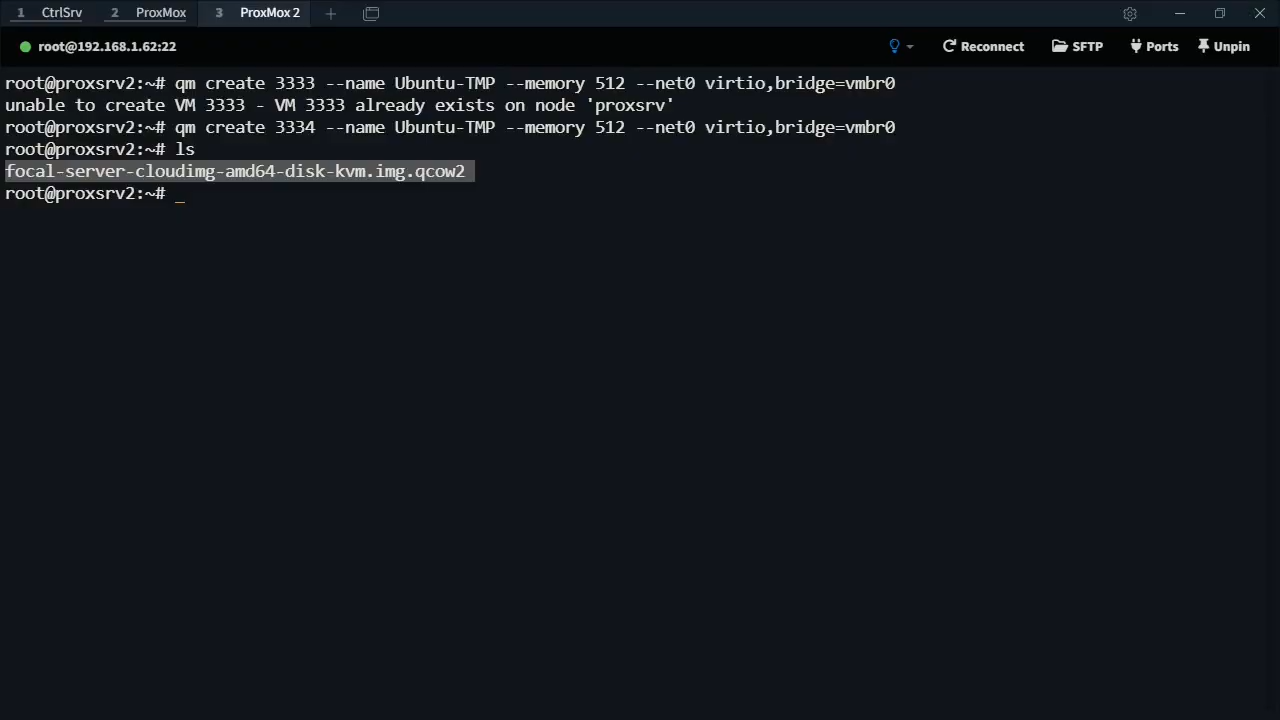 1 CtrlSrv 2 ProxMox 3 ProxMox 2
root@192.168.1.62:22 Reconnect SFTP Ports Unpin
root@proxsrv2:~# qm create 3333 --name Ubuntu-TMP --memory 512 --net0 virtio,bridge=vmbr0
unable to create VM 3333 - VM 3333 already exists on node 'proxsrv'
root@proxsrv2:~# qm create 3334 --name Ubuntu-TMP --memory 512 --net0 virtio,bridge=vmbr0
root@proxsrv2:~# ls
focal-server-cloudimg-amd64-disk-kvm.img.qcow2
root@proxsrv2:~# _